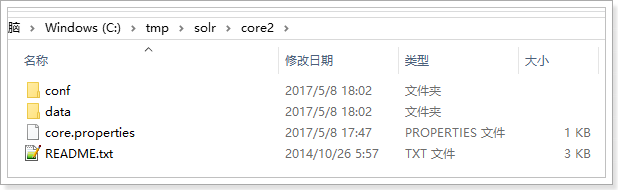 脑 > Windows (C:) > tmp > solr > core2 >
名称 修改日期 类型 大小
conf 2017/5/8 18:02 文件夹
data 2017/5/8 18:02 文件夹
core.properties 2017/5/8 17:47 PROPERTIES 文件 1 KB
README.txt 2014/10/26 5:57 TXT 文件 3 KB